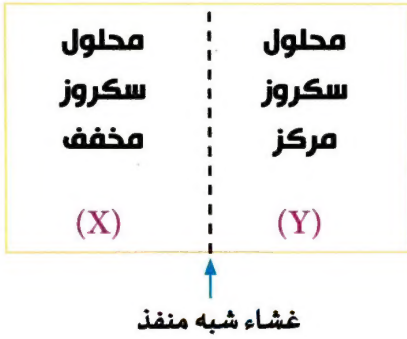 محلول
سكروز
مركز
(Y)
محلول
سكروز
مخفف
(X)
غشاء شبه منفذ